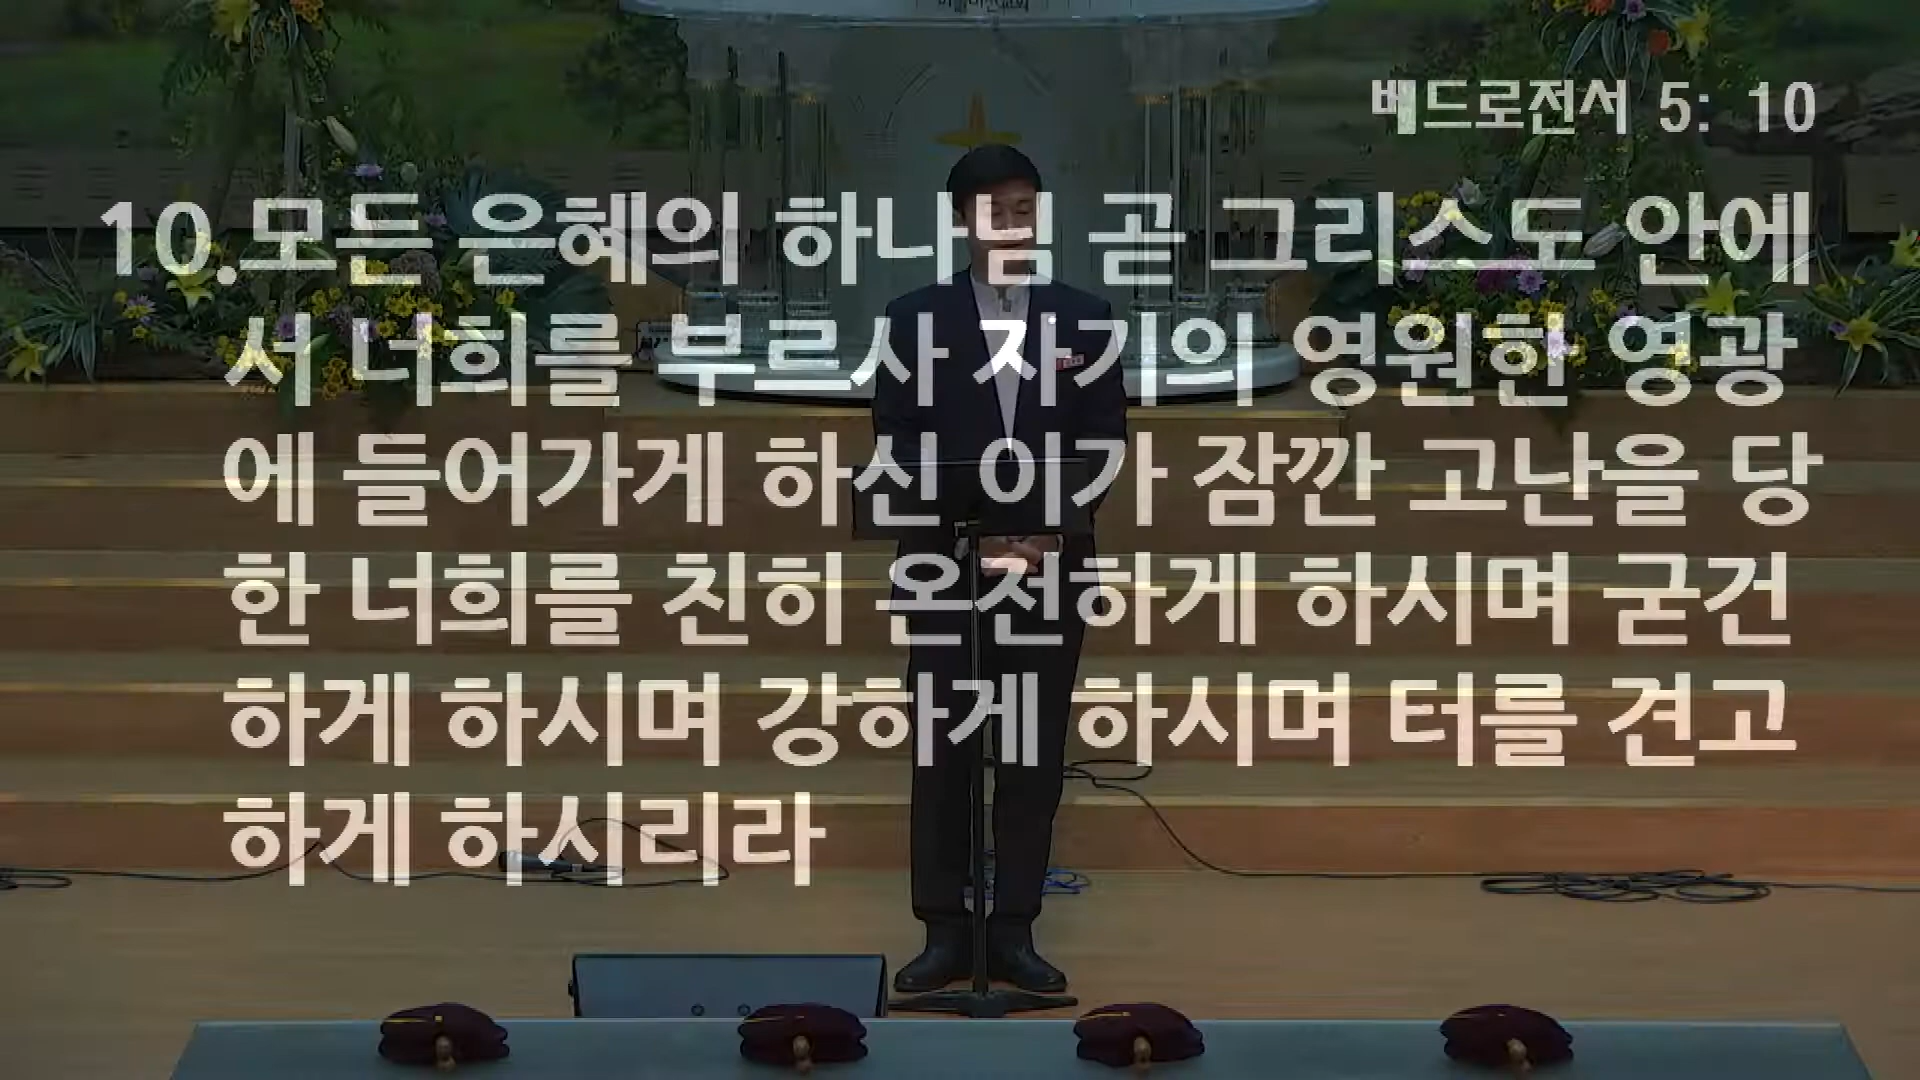 베드로전서 5: 10
10.모든 은혜의 하나님 곧 그리스도 안에
서 너희를 부르사 자기의 영원한 영광
에 들어가게 하신 이가 잠깐 고난을 당
한 너희를 친히 온전하게 하시며 굳건
하게 하시며 강하게 하시며 터를 견고
하게 하시리라